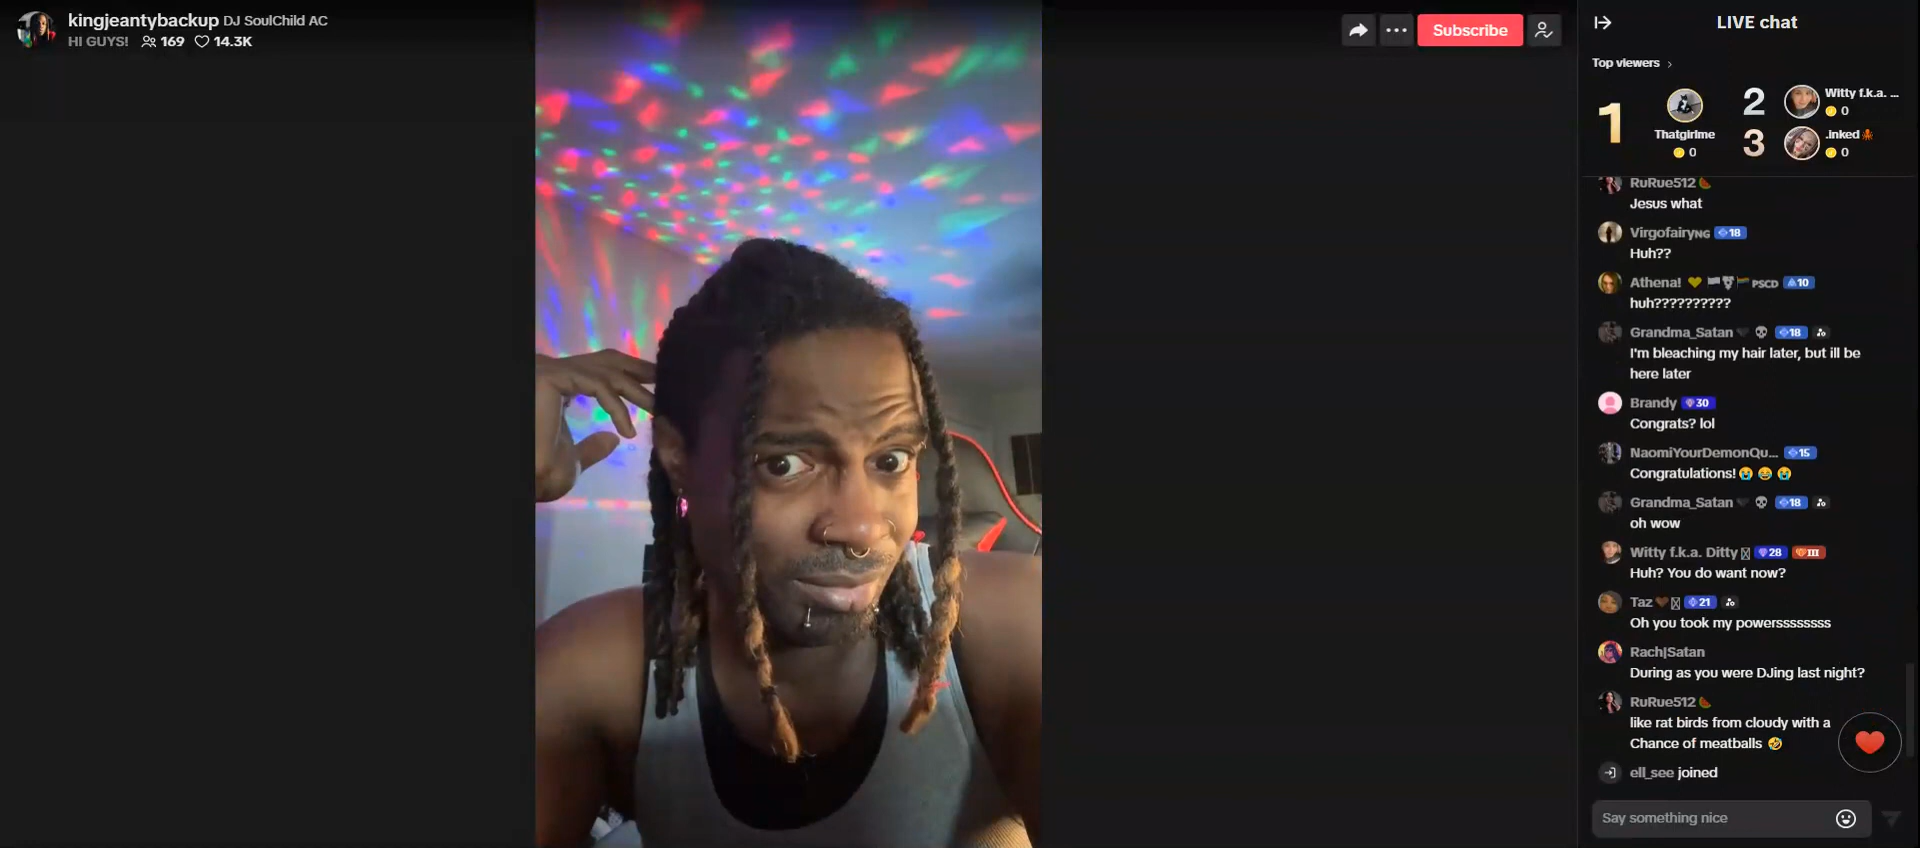 kingjeantybackup DJ SoulChild AC
HI GUYS! 169 14.3K
Subscribe
LIVE chat
Top viewers
1
Thatgirlme
0
2
Witty f.k.a. ...
0
3
.inked
0
RuRue512
Jesus what
Virgofairyɴɢ 18
Huh??
Athena! PSCD 10
huh??????????
Grandma_Satan 18
I'm bleaching my hair later, but ill be
here later
Brandy 30
Congrats? lol
NaomiYourDemonQu... 15
Congratulations! 😭 😂 😭
Grandma_Satan 18
oh wow
Witty f.k.a. Ditty 28 III
Huh? You do want now?
Taz 21
Oh you took my powerssssssss
Rach|Satan
During as you were DJing last night?
RuRue512
like rat birds from cloudy with a
Chance of meatballs 🤣
ell_see joined
Say something nice